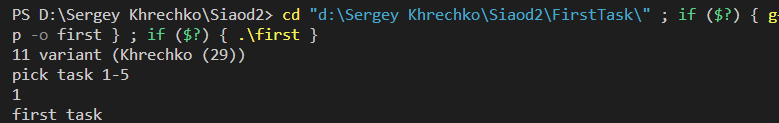 PS D:\Sergey Khrechko\Siaod2> cd "d:\Sergey Khrechko\Siaod2\FirstTask\" ; if ($?) { g
p -o first } ; if ($?) { .\first }
11 variant (Khrechko (29))
pick task 1-5
1
first task